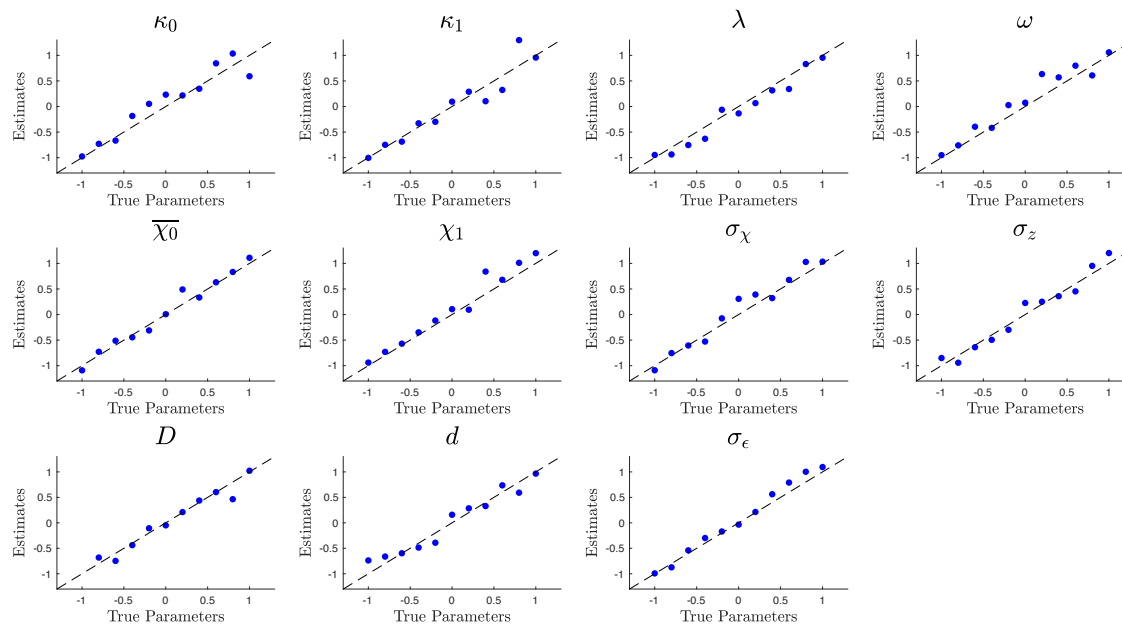 κ₀ κ₁ λ ω
1 1 1 1
0.5 0.5 0.5 0.5
0 0 0 0
-0.5 -0.5 -0.5 -0.5
-1 -1 -1 -1
Estimates Estimates Estimates Estimates
-1 -0.5 0 0.5 1 -1 -0.5 0 0.5 1 -1 -0.5 0 0.5 1 -1 -0.5 0 0.5 1
True Parameters True Parameters True Parameters True Parameters
χ̅₀ χ₁ σ_χ σ_z
1 1 1 1
0.5 0.5 0.5 0.5
0 0 0 0
-0.5 -0.5 -0.5 -0.5
-1 -1 -1 -1
Estimates Estimates Estimates Estimates
-1 -0.5 0 0.5 1 -1 -0.5 0 0.5 1 -1 -0.5 0 0.5 1 -1 -0.5 0 0.5 1
True Parameters True Parameters True Parameters True Parameters
D d σ_ϵ
1 1 1
0.5 0.5 0.5
0 0 0
-0.5 -0.5 -0.5
-1 -1 -1
Estimates Estimates Estimates
-1 -0.5 0 0.5 1 -1 -0.5 0 0.5 1 -1 -0.5 0 0.5 1
True Parameters True Parameters True Parameters